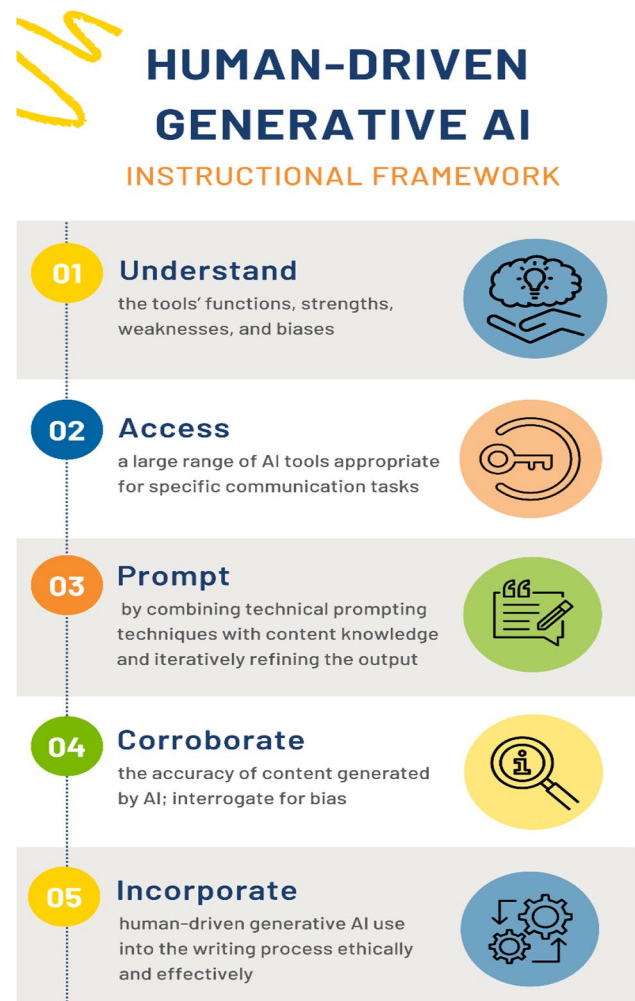 HUMAN-DRIVEN
GENERATIVE AI
INSTRUCTIONAL FRAMEWORK
01
Understand
the tools' functions, strengths,
weaknesses, and biases
02
Access
a large range of AI tools appropriate
for specific communication tasks
03
Prompt
by combining technical prompting
techniques with content knowledge
and iteratively refining the output
04
Corroborate
the accuracy of content generated
by AI; interrogate for bias
05
Incorporate
human-driven generative AI use
into the writing process ethically
and effectively